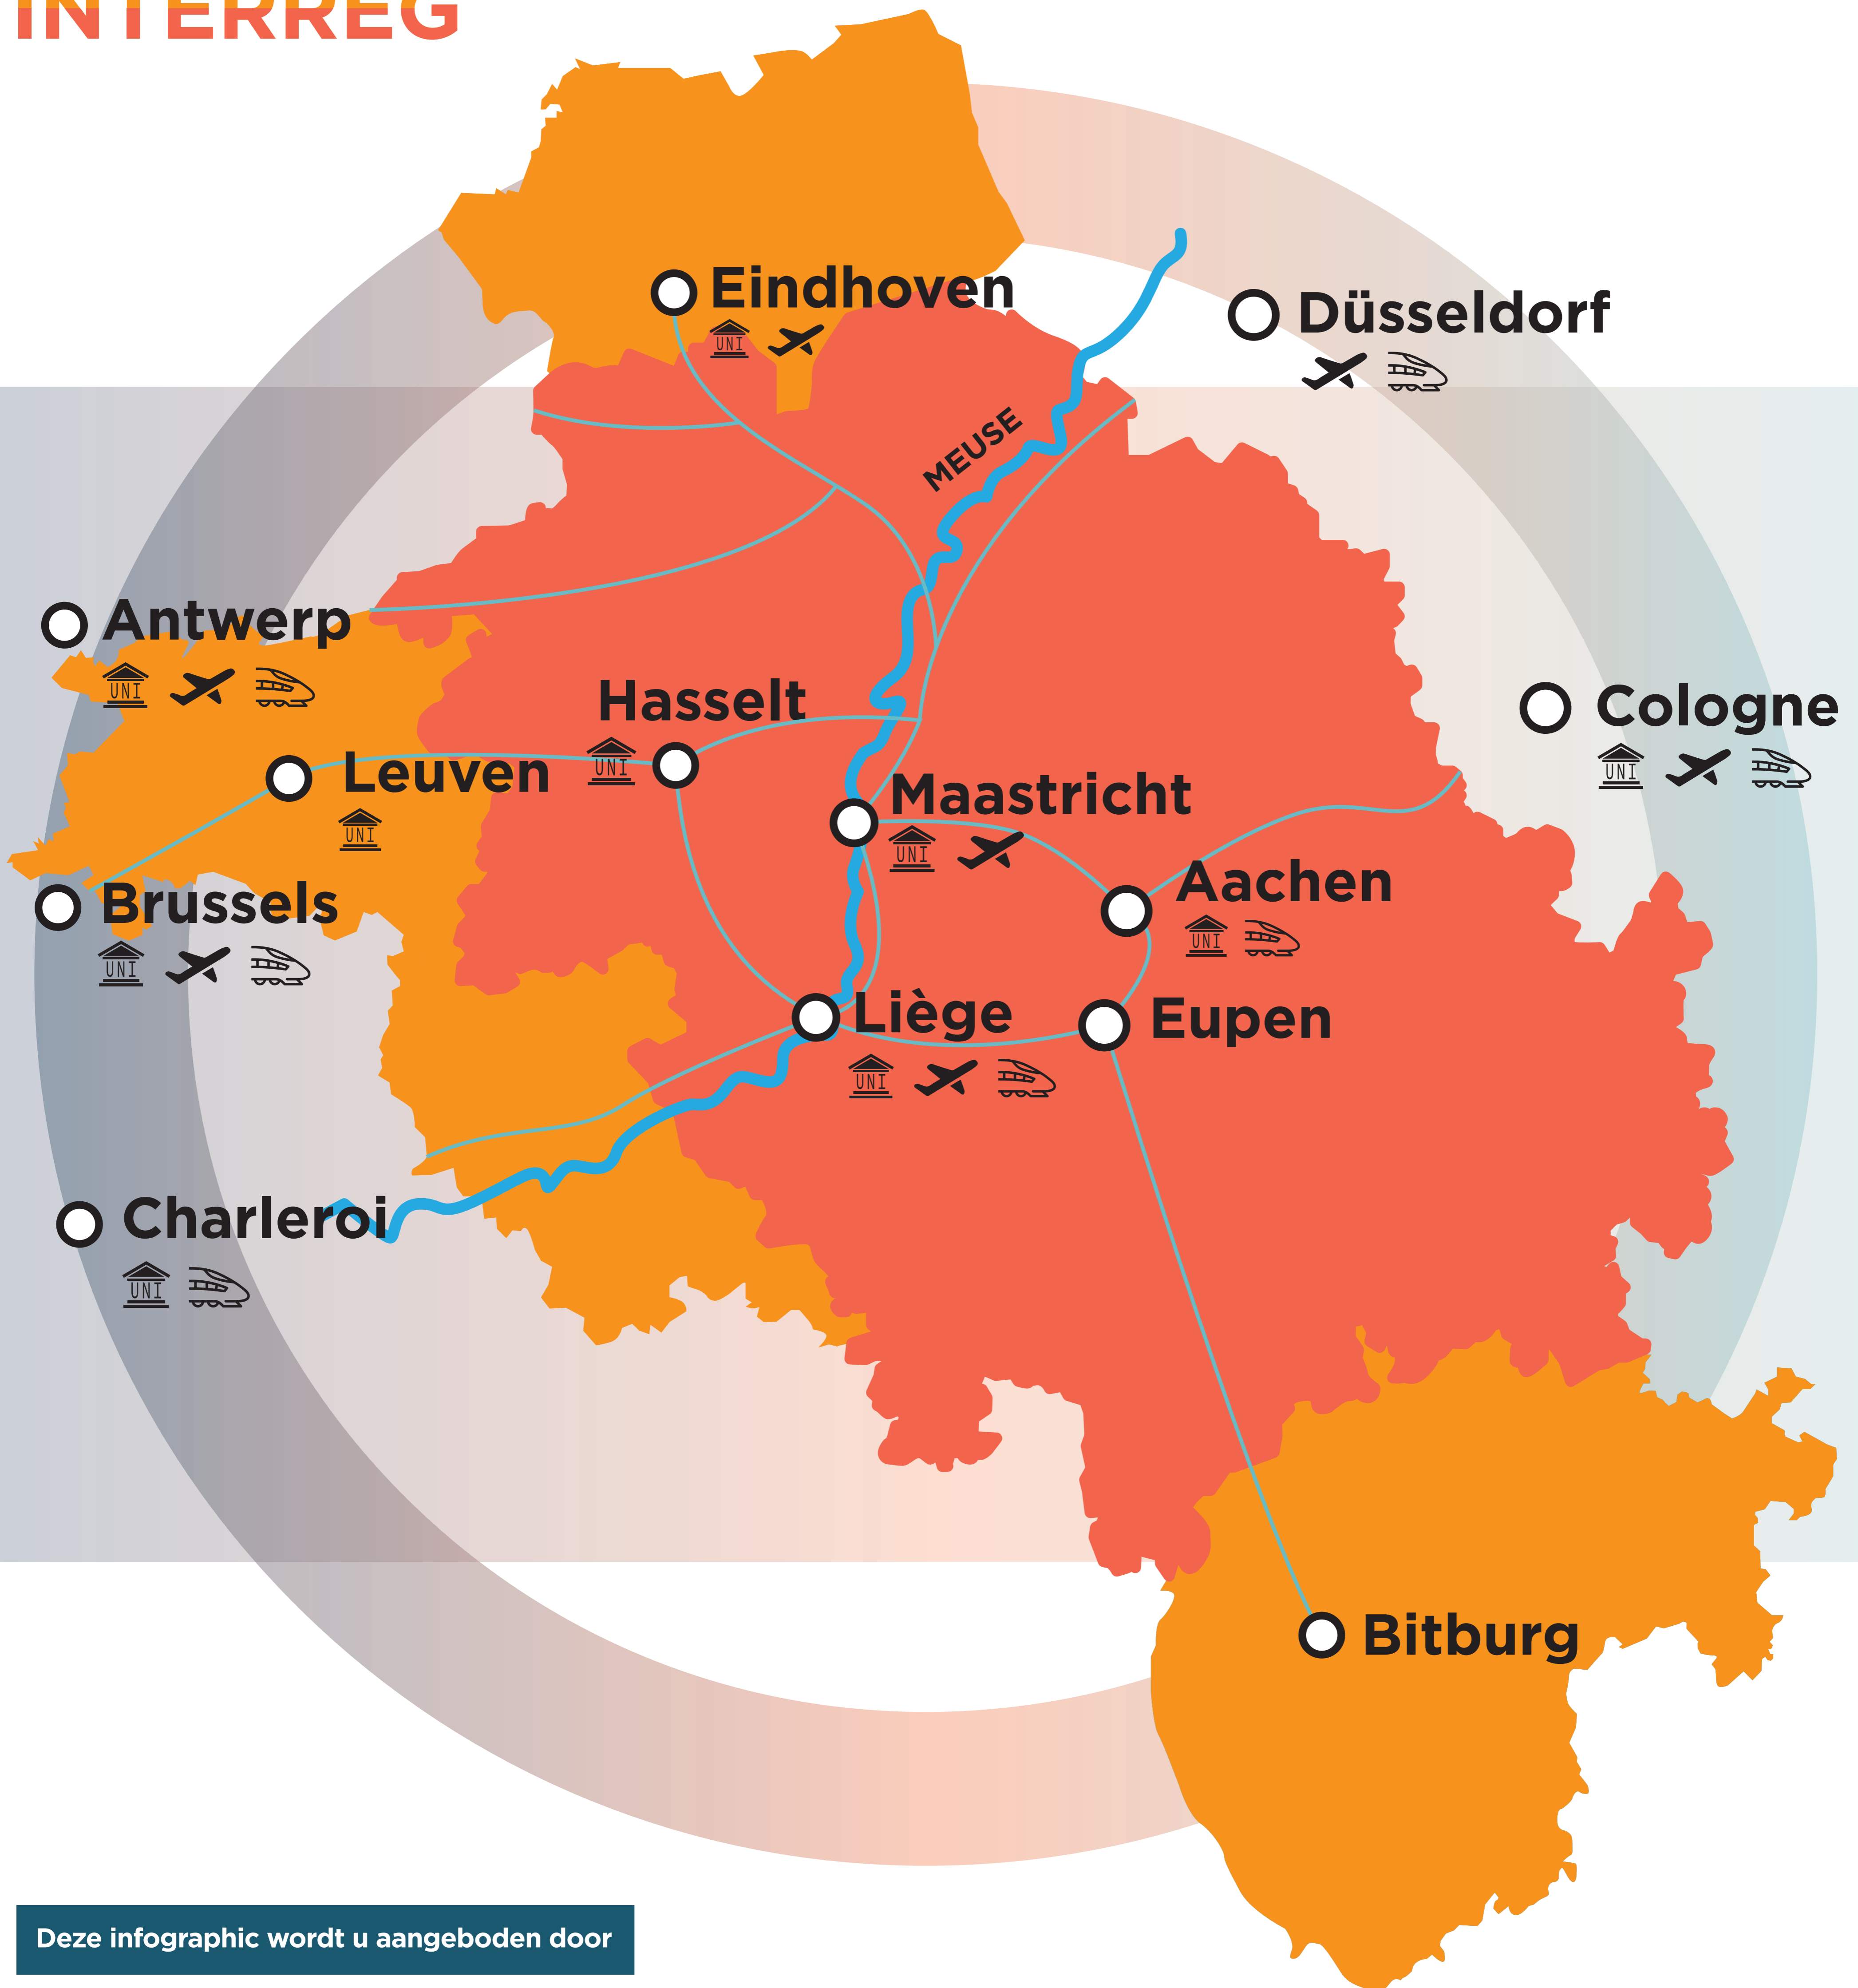 INTERREG
Eindhoven
UNI
Düsseldorf
MEUSE
Antwerp
UNI
Hasselt
UNI
Cologne
UNI
Leuven
UNI
Maastricht
UNI
Aachen
UNI
Brussels
UNI
Liège
UNI
Eupen
Charleroi
UNI
Bitburg
Deze infographic wordt u aangeboden door